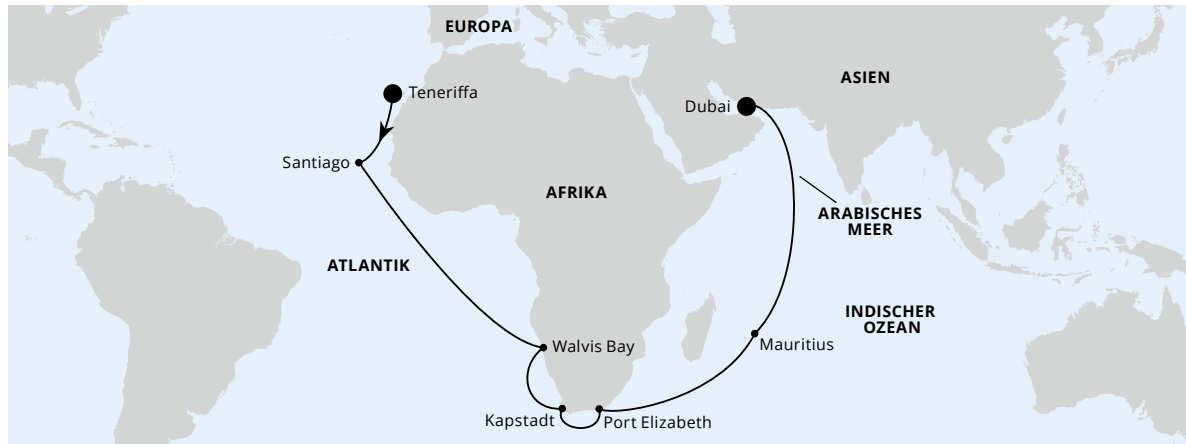 EUROPA
ASIEN
Teneriffa
Dubai
Santiago
AFRIKA
ARABISCHES
MEER
ATLANTIK
INDISCHER
OZEAN
Walvis Bay
Mauritius
Kapstadt
Port Elizabeth